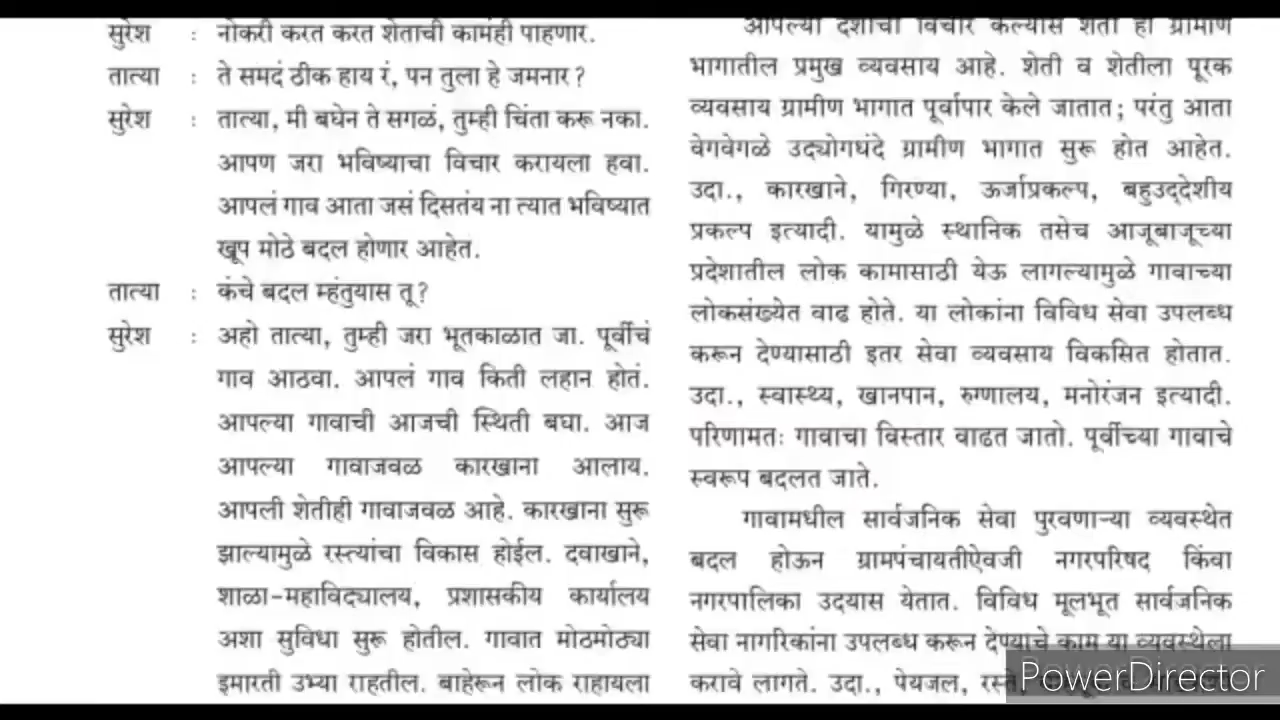 सुरेश : नोकरी करत करत शेताची कामंही पाहणार.
तात्या : ते समदं ठीक हाय रं, पन तुला हे जमनार ?
सुरेश : तात्या, मी बघेन ते सगळं, तुम्ही चिंता करू नका.
आपण जरा भविष्याचा विचार करायला हवा.
आपलं गाव आता जसं दिसतंय ना त्यात भविष्यात
खूप मोठे बदल होणार आहेत.
तात्या : कंचे बदल म्हंतुयास तू ?
सुरेश : अहो तात्या, तुम्ही जरा भूतकाळात जा. पूर्वीचं
गाव आठवा. आपलं गाव किती लहान होतं.
आपल्या गावाची आजची स्थिती बघा. आज
आपल्या गावाजवळ कारखाना आलाय.
आपली शेतीही गावाजवळ आहे. कारखाना सुरू
झाल्यामुळे रस्त्यांचा विकास होईल. दवाखाने,
शाळा-महाविद्यालय, प्रशासकीय कार्यालय
अशा सुविधा सुरू होतील. गावात मोठमोठ्या
इमारती उभ्या राहतील. बाहेरून लोक राहायला
आपल्या देशाचा विचार केल्यास शेती हा ग्रामीण
भागातील प्रमुख व्यवसाय आहे. शेती व शेतीला पूरक
व्यवसाय ग्रामीण भागात पूर्वापार केले जातात; परंतु आता
वेगवेगळे उद्योगधंदे ग्रामीण भागात सुरू होत आहेत.
उदा., कारखाने, गिरण्या, ऊर्जाप्रकल्प, बहुउद्देशीय
प्रकल्प इत्यादी. यामुळे स्थानिक तसेच आजूबाजूच्या
प्रदेशातील लोक कामासाठी येऊ लागल्यामुळे गावाच्या
लोकसंख्येत वाढ होते. या लोकांना विविध सेवा उपलब्ध
करून देण्यासाठी इतर सेवा व्यवसाय विकसित होतात.
उदा., स्वास्थ्य, खानपान, रुग्णालय, मनोरंजन इत्यादी.
परिणामतः गावाचा विस्तार वाढत जातो. पूर्वीच्या गावाचे
स्वरूप बदलत जाते.
गावामधील सार्वजनिक सेवा पुरवणाऱ्या व्यवस्थेत
बदल होऊन ग्रामपंचायतीऐवजी नगरपरिषद किंवा
नगरपालिका उदयास येतात. विविध मूलभूत सार्वजनिक
सेवा नागरिकांना उपलब्ध करून देण्याचे काम या व्यवस्थेला
करावे लागते. उदा., पेयजल, रस्ते,
PowerDirector